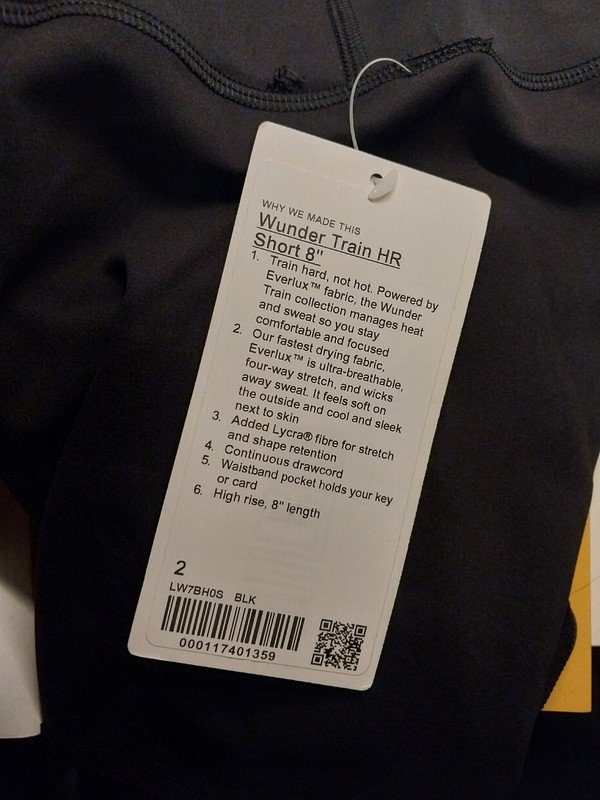 WHY WE MADE THIS
Wunder Train HR
Short 8"
1. Train hard, not hot. Powered by
Everlux™ fabric, the Wunder
Train collection manages heat
and sweat so you stay
comfortable and focused
2. Our fastest drying fabric,
Everlux™ is ultra-breathable,
four-way stretch, and wicks
away sweat. It feels soft on
the outside and cool and sleek
next to skin
3. Added Lycra® fibre for stretch
and shape retention
4. Continuous drawcord
5. Waistband pocket holds your key
or card
6. High rise, 8" length
2
LW7BH0S BLK
000117401359